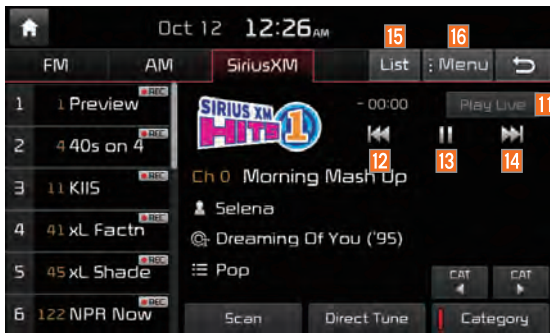 Oct 12 12:26 AM
15 16
FM AM SiriusXM List Menu
1 1 Preview REC
2 4 40s on 4 REC
3 11 KIIS REC
4 41 xL Factn REC
5 45 xL Shade REC
6 122 NPR Now REC
SIRIUS XM
HITS 1
- 00:00 Play Live 11
12 13 14
Ch 0 Morning Mash Up
Selena
Dreaming Of You ('95)
Pop
CAT CAT
Scan Direct Tune Category